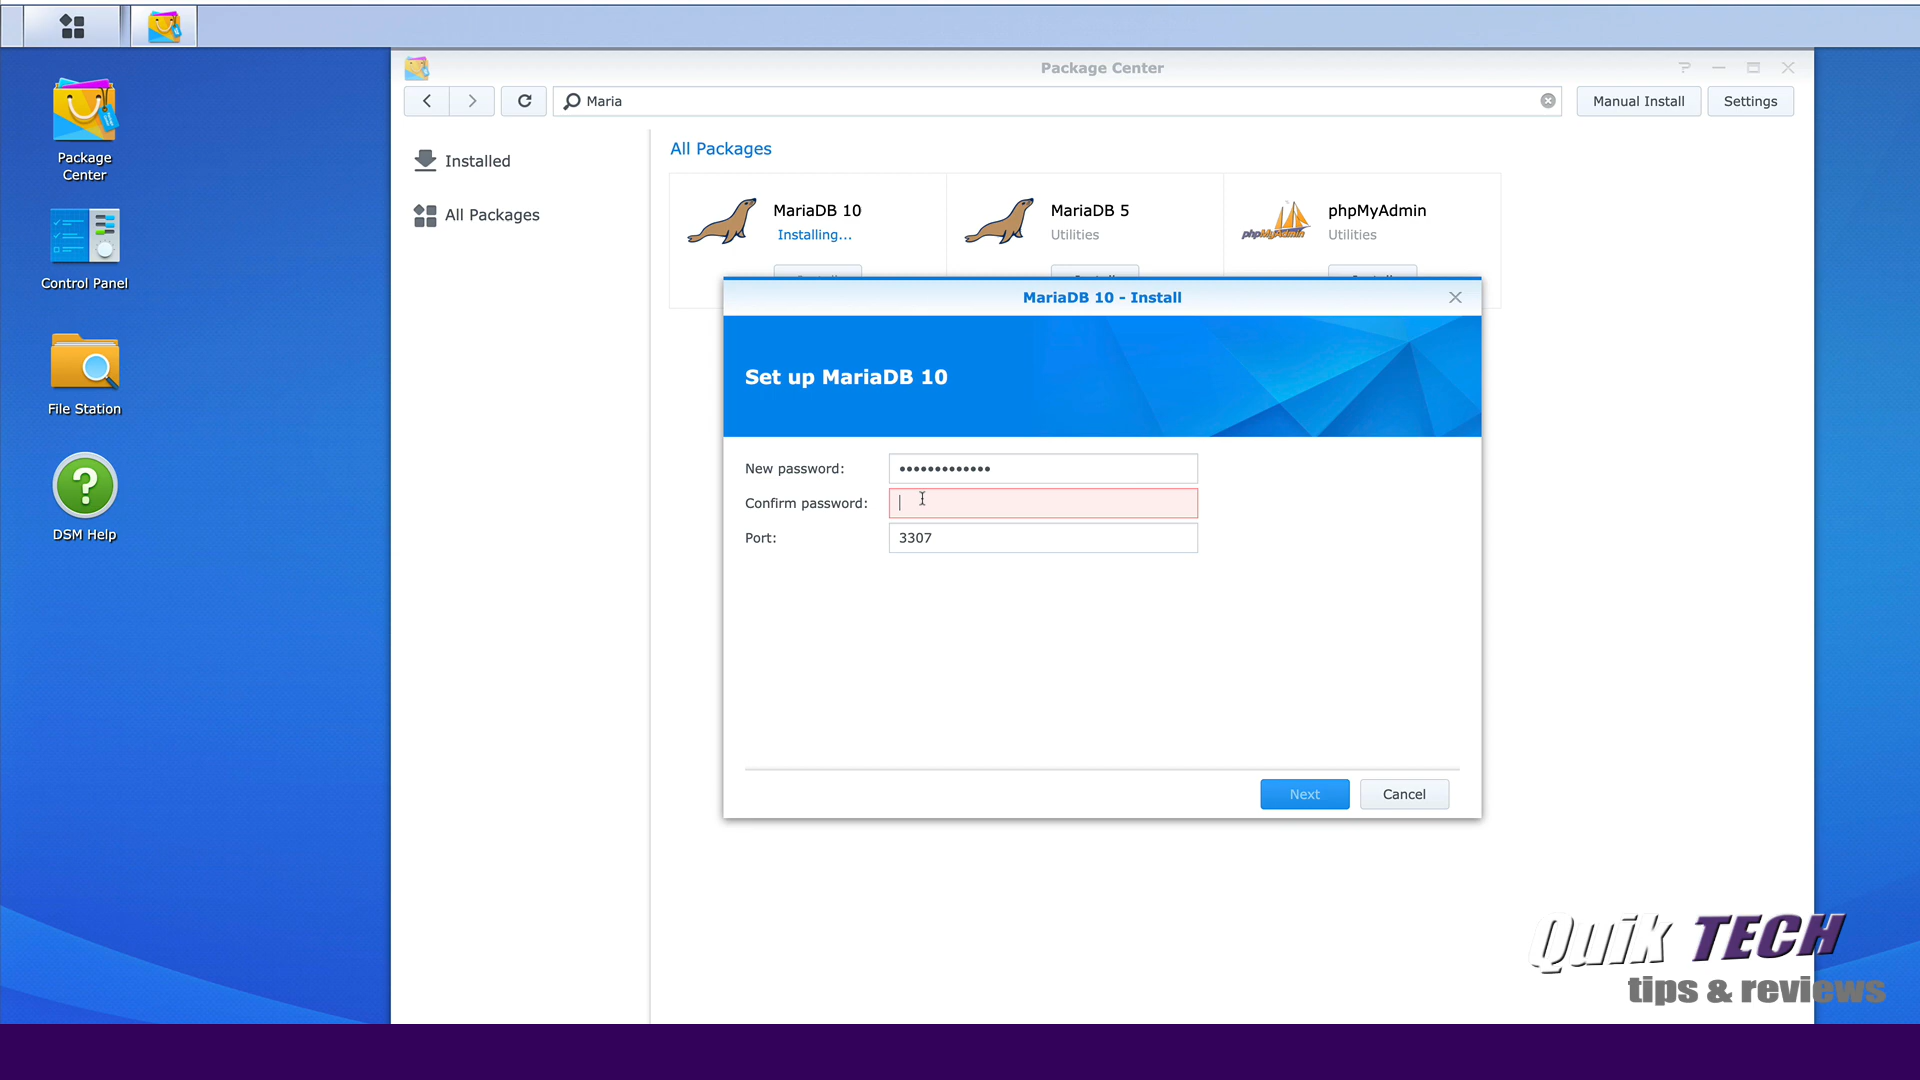 Package Center
Maria
Manual Install
Settings
Package
Center
Control Panel
File Station
DSM Help
Installed
All Packages
All Packages
MariaDB 10
Installing...
MariaDB 5
Utilities
phpMyAdmin
phpMyAdmin
Utilities
MariaDB 10 - Install
Set up MariaDB 10
New password:
Confirm password:
Port:
3307
Next
Cancel
Quik TECH
tips & reviews